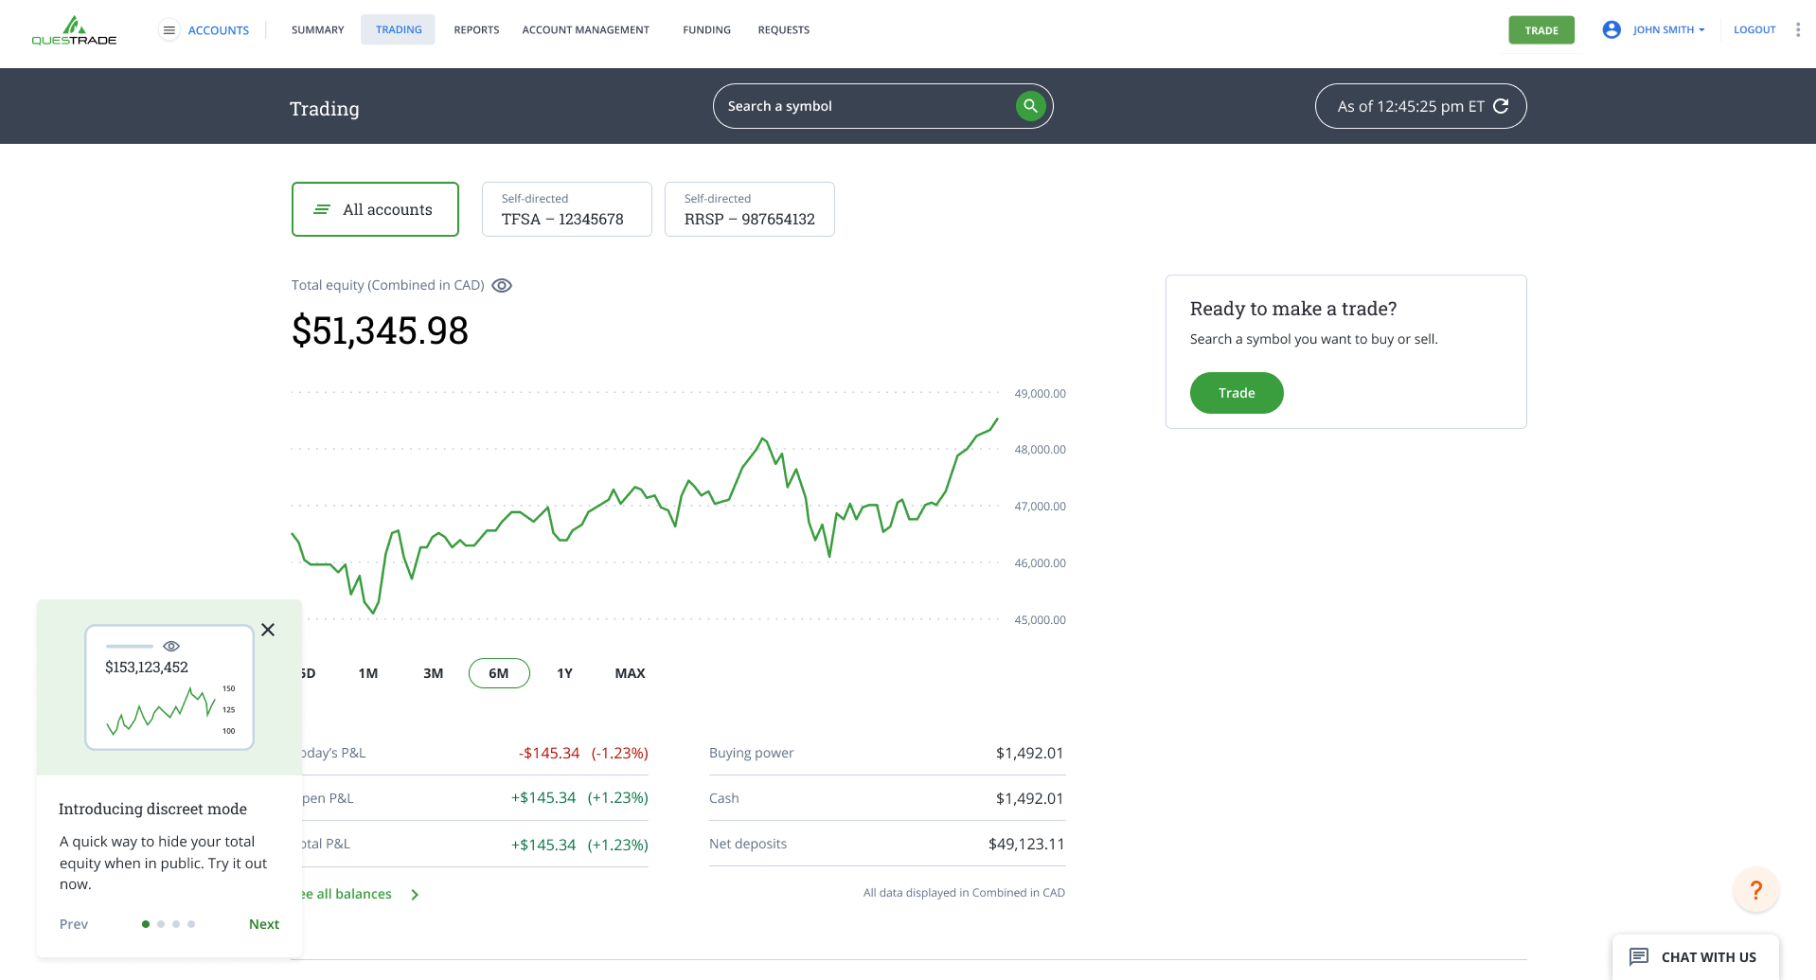 QUESTRADE
ACCOUNTS
SUMMARY
TRADING
REPORTS
ACCOUNT MANAGEMENT
FUNDING
REQUESTS
TRADE
JOHN SMITH
LOGOUT
Trading
Search a symbol
As of 12:45:25 pm ET
All accounts
Self-directed
TFSA – 12345678
Self-directed
RRSP – 987654132
Total equity (Combined in CAD)
$51,345.98
Ready to make a trade?
Search a symbol you want to buy or sell.
Trade
49,000.00
48,000.00
47,000.00
46,000.00
45,000.00
5D
1M
3M
6M
1Y
MAX
oday's P&L
-$145.34 (-1.23%)
pen P&L
+$145.34 (+1.23%)
otal P&L
+$145.34 (+1.23%)
ee all balances
Buying power
$1,492.01
Cash
$1,492.01
Net deposits
$49,123.11
All data displayed in Combined in CAD
$153,123,452
150
125
100
Introducing discreet mode
A quick way to hide your total
equity when in public. Try it out
now.
Prev
Next
?
CHAT WITH US